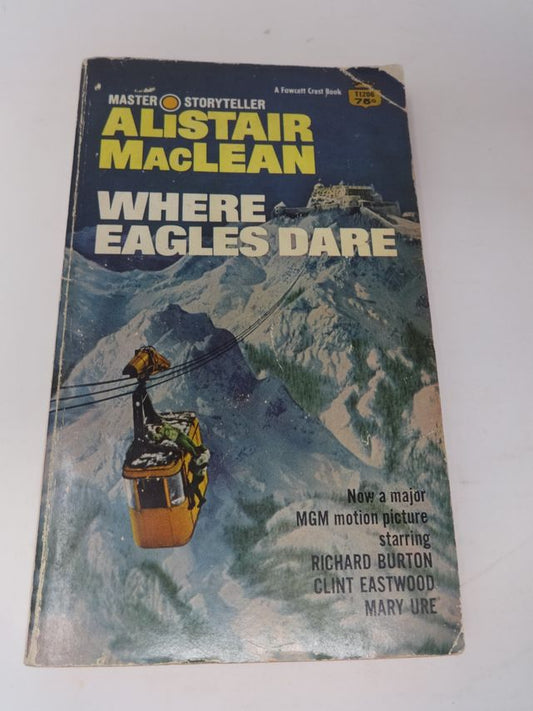 MASTER STORYTELLER
A Fawcett Crest Book
T1206
75¢
ALISTAIR
MACLEAN
WHERE
EAGLES DARE
Now a major
MGM motion picture
starring
RICHARD BURTON
CLINT EASTWOOD
MARY URE